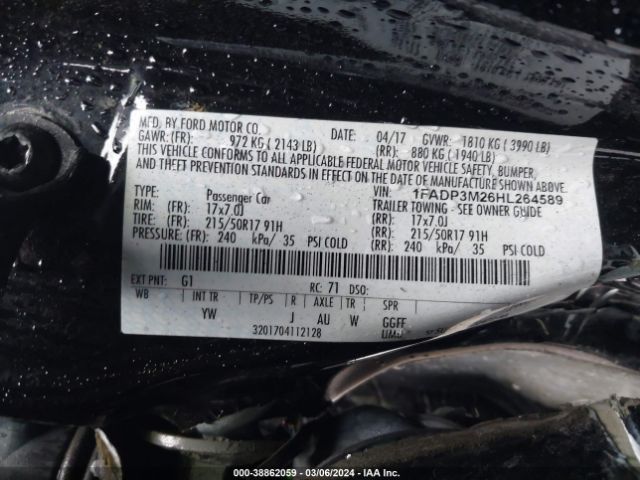 MFD. BY FORD MOTOR CO.
DATE: 04/17 GVWR: 1810 KG ( 3990 LB)
GAWR: (FR): 972 KG ( 2143 LB) (RR): 880 KG ( 1940 LB)
THIS VEHICLE CONFORMS TO ALL APPLICABLE FEDERAL MOTOR VEHICLE SAFETY, BUMPER,
AND THEFT PREVENTION STANDARDS IN EFFECT ON THE DATE OF MANUFACTURE SHOWN ABOVE.
VIN: 1FADP3M26HL264589
TYPE: Passenger Car TRAILER TOWING - SEE OWNER GUIDE
RIM: (FR): 17x7.0J (RR): 17x7.0J
TIRE: (FR): 215/50R17 91H (RR): 215/50R17 91H
PRESSURE: (FR): 240 kPa/ 35 PSI COLD (RR): 240 kPa/ 35 PSI COLD
EXT PNT: G1 RC: 71 DSO:
WB INT TR TP/PS R AXLE TR SPR
YW J AU W GGFF
3201704112128
000-38862059 - 03/06/2024 - IAA Inc.